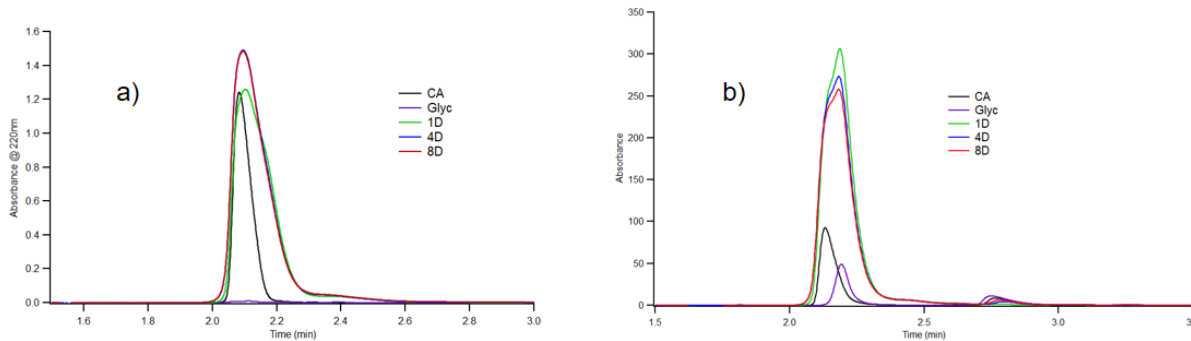 a)
Absorbance @ 220nm
1.6
1.4
1.2
1.0
0.8
0.6
0.4
0.2
0.0
CA
Glyc
1D
4D
8D
1.6
1.8
2.0
2.2
2.4
2.6
2.8
3.0
Time (min)
b)
Absorbance
350
300
250
200
150
100
50
0
CA
Glyc
1D
4D
8D
1.5
2.0
2.5
3.0
3.5
Time (min)